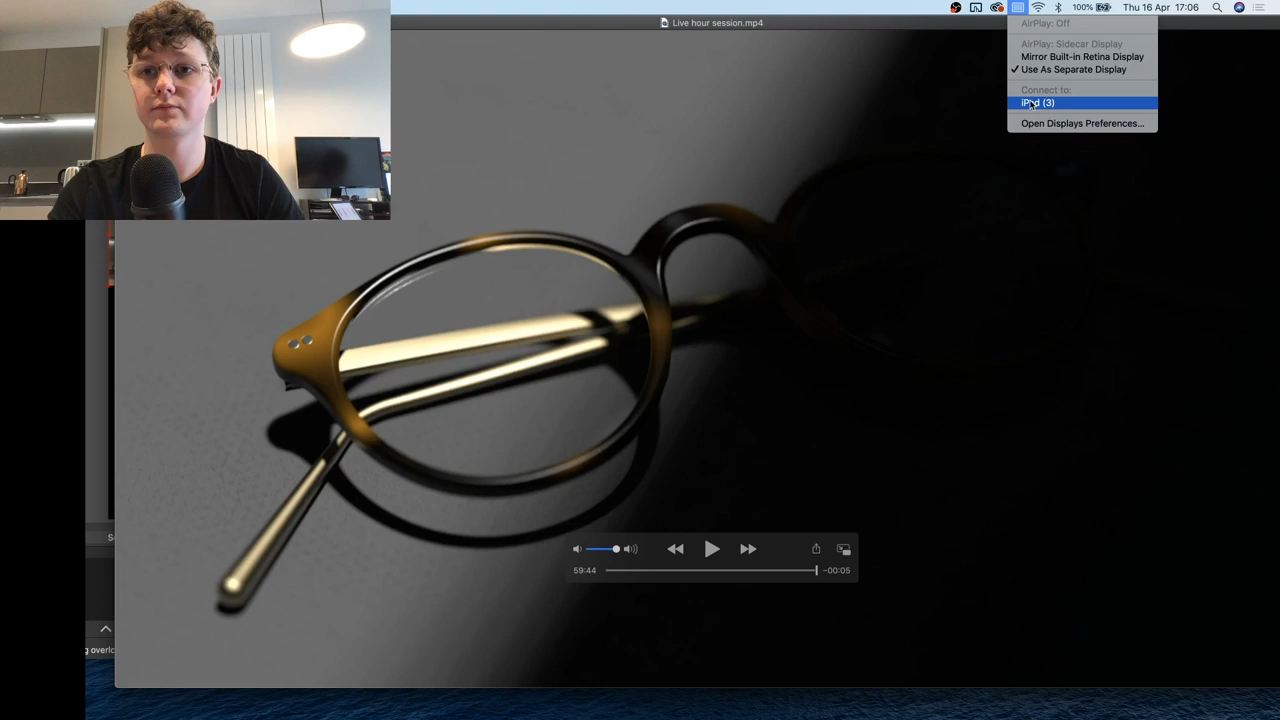 Live hour session.mp4
100%
Thu 16 Apr 17:06
AirPlay: Off
AirPlay: Sidecar Display
Mirror Built-in Retina Display
✓ Use As Separate Display
Connect to:
(3)
Open Displays Preferences...
59:44
-00:05